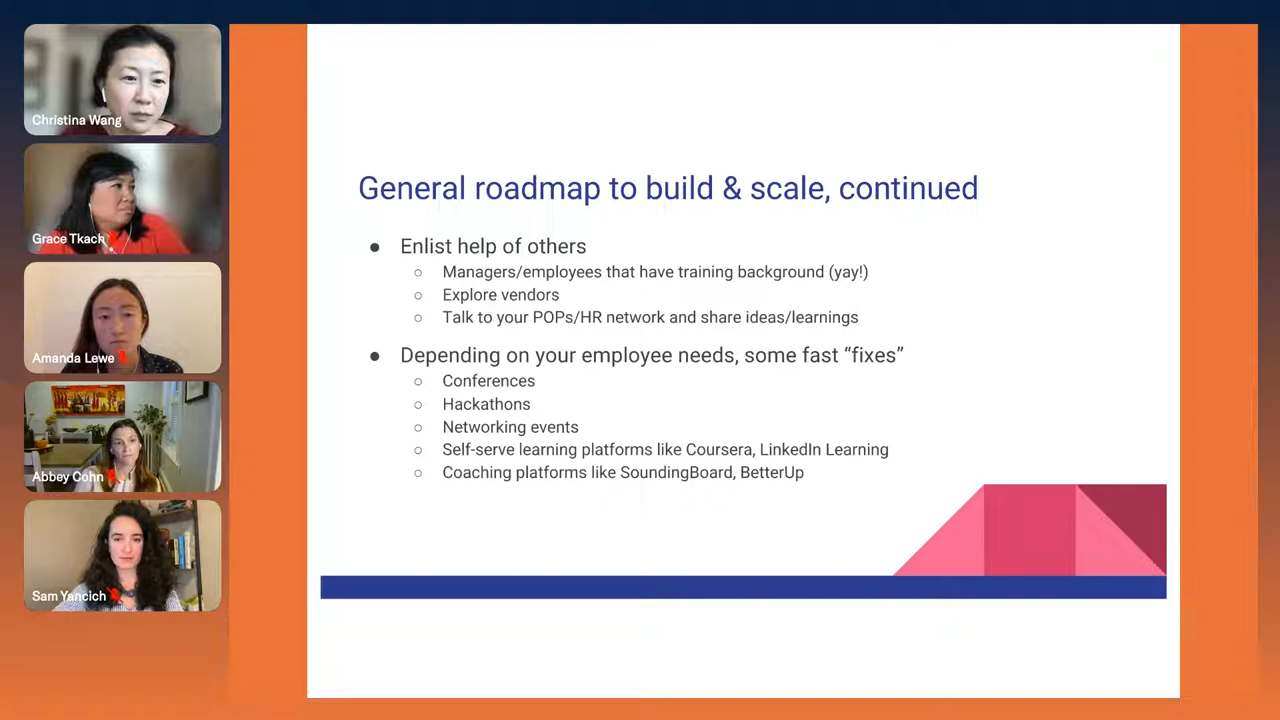 Christina Wang
Grace Tkach
Amanda Lewe
Abbey Cohn
Sam Yancich
General roadmap to build & scale, continued
● Enlist help of others
○ Managers/employees that have training background (yay!)
○ Explore vendors
○ Talk to your POPs/HR network and share ideas/learnings
● Depending on your employee needs, some fast “fixes”
○ Conferences
○ Hackathons
○ Networking events
○ Self-serve learning platforms like Coursera, LinkedIn Learning
○ Coaching platforms like SoundingBoard, BetterUp